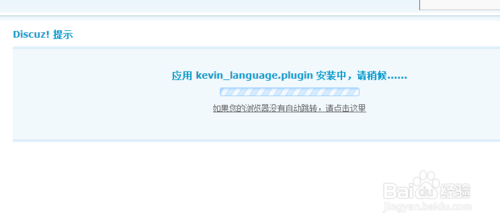 Discuz! 提示
应用 kevin_language.plugin 安装中，请稍候......
如果您的浏览器没有自动跳转，请点击这里
Baidu 经验
jingyan.baidu.com